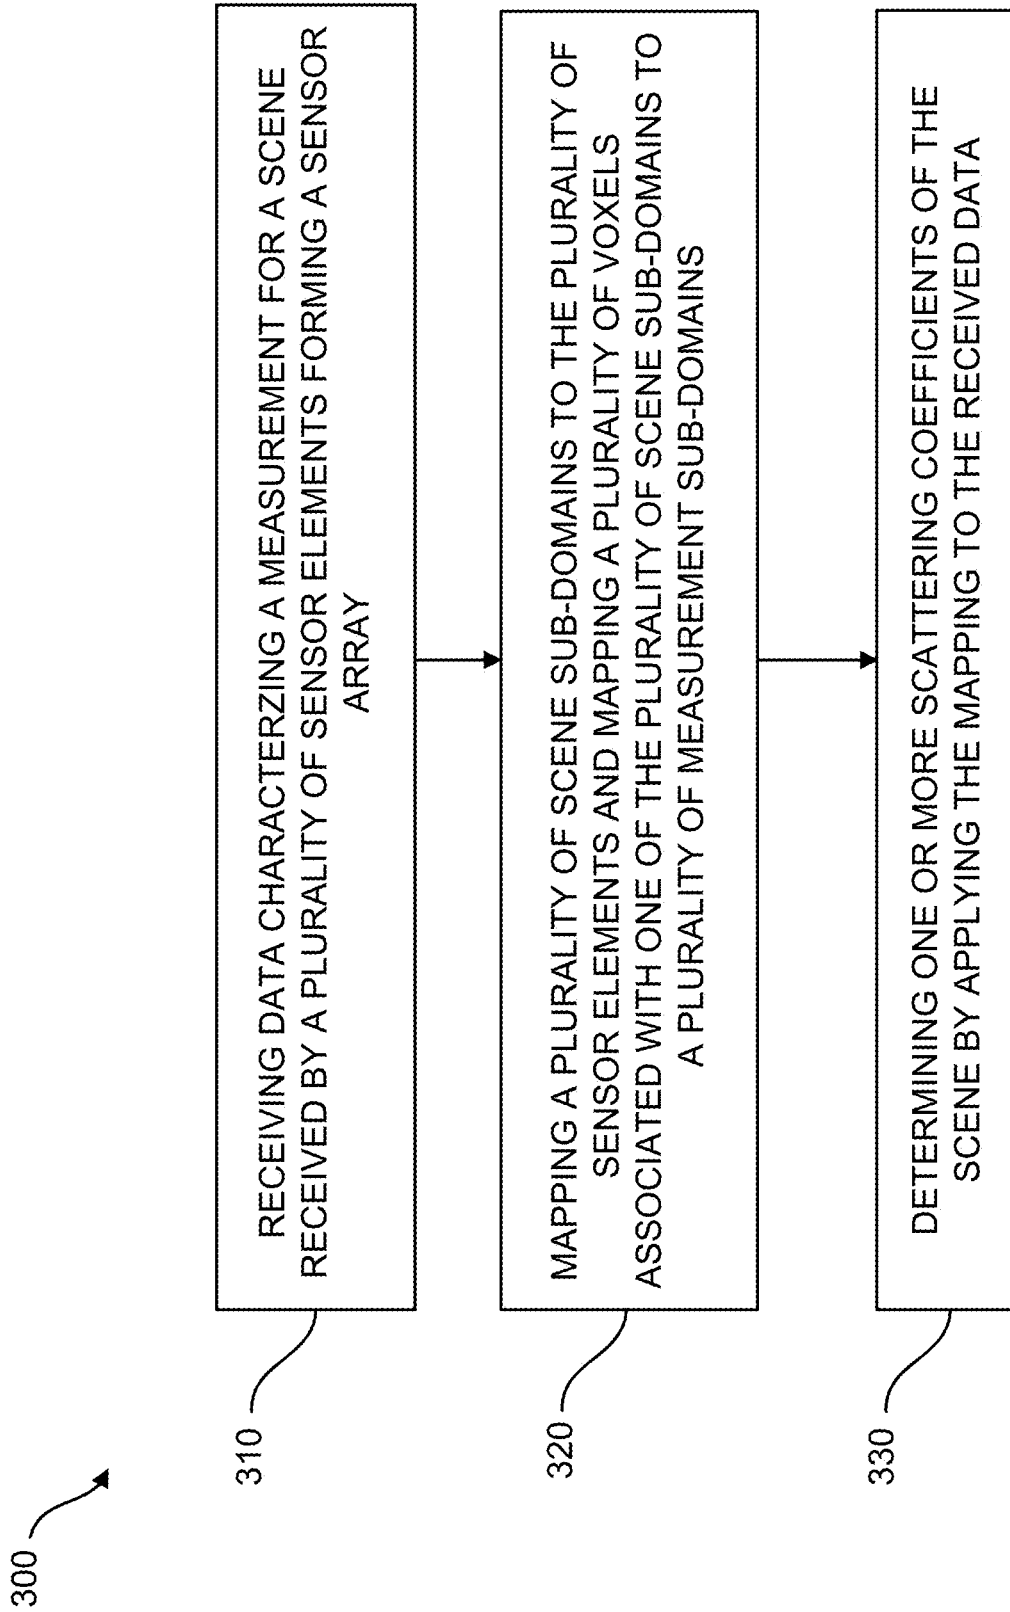 300
310
RECEIVING DATA CHARACTERZING A MEASUREMENT FOR A SCENE
RECEIVED BY A PLURALITY OF SENSOR ELEMENTS FORMING A SENSOR
ARRAY
320
MAPPING A PLURALITY OF SCENE SUB-DOMAINS TO THE PLURALITY OF
SENSOR ELEMENTS AND MAPPING A PLURALITY OF VOXELS
ASSOCIATED WITH ONE OF THE PLURALITY OF SCENE SUB-DOMAINS TO
A PLURALITY OF MEASUREMENT SUB-DOMAINS
330
DETERMINING ONE OR MORE SCATTERING COEFFICIENTS OF THE
SCENE BY APPLYING THE MAPPING TO THE RECEIVED DATA